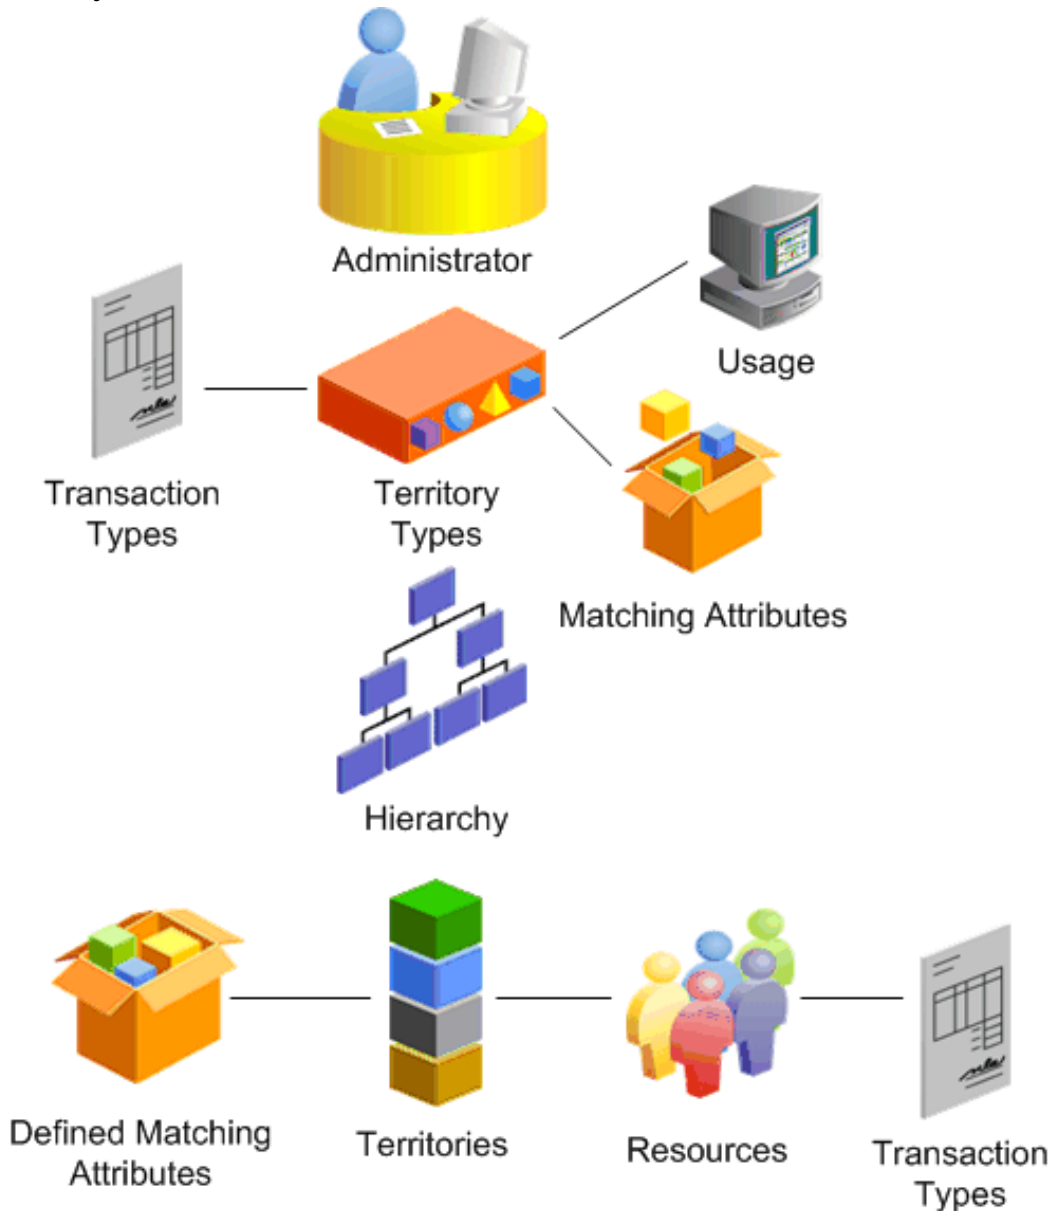 Administrator
Usage
Transaction
Types
Territory
Types
Matching Attributes
Hierarchy
Defined Matching
Attributes
Territories
Resources
Transaction
Types